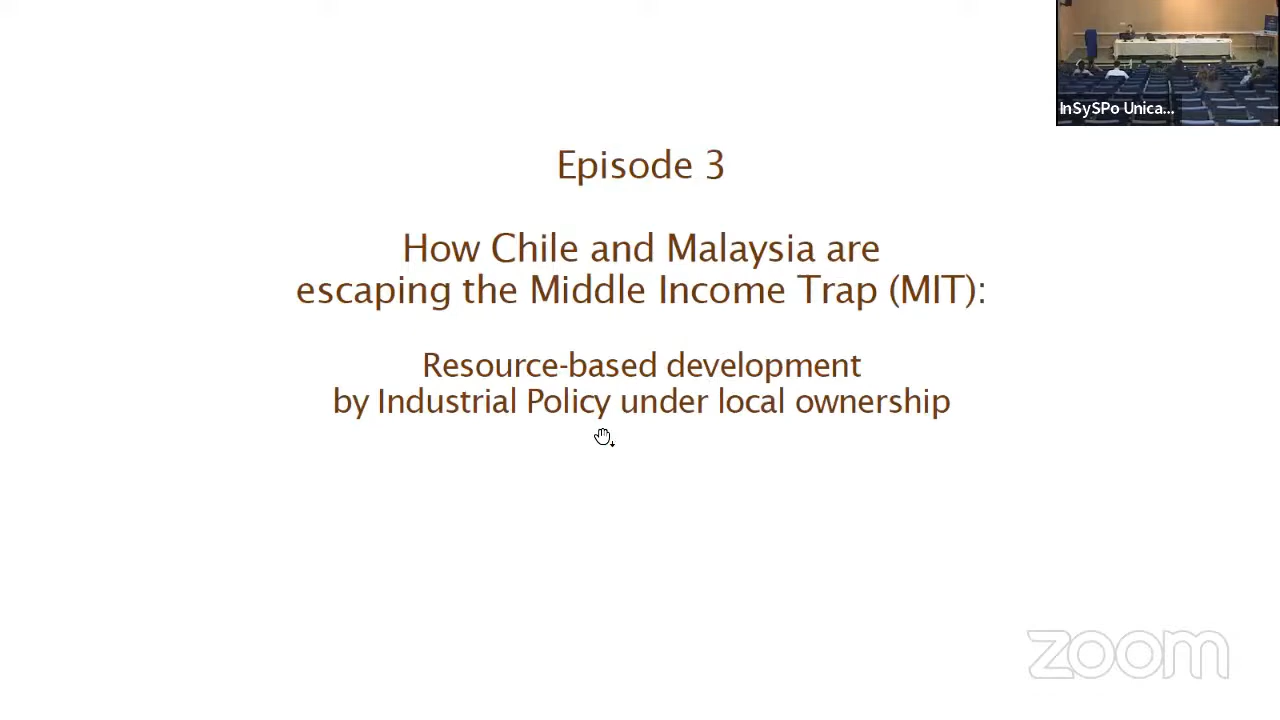 InSySPo Unica...
Episode 3
How Chile and Malaysia are
escaping the Middle Income Trap (MIT):
Resource-based development
by Industrial Policy under local ownership
zoom